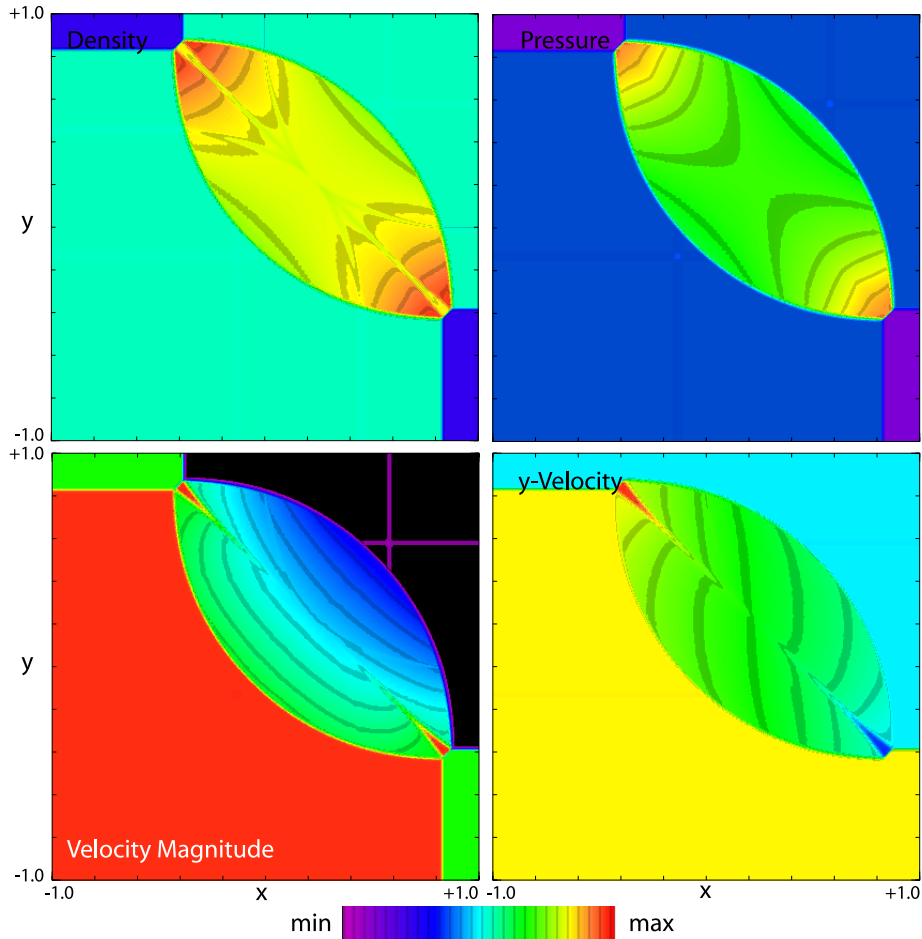 +1.0
Density
Pressure
y
-1.0
+1.0
y-Velocity
y
Velocity Magnitude
-1.0
-1.0
x
+1.0
-1.0
x
+1.0
min
max